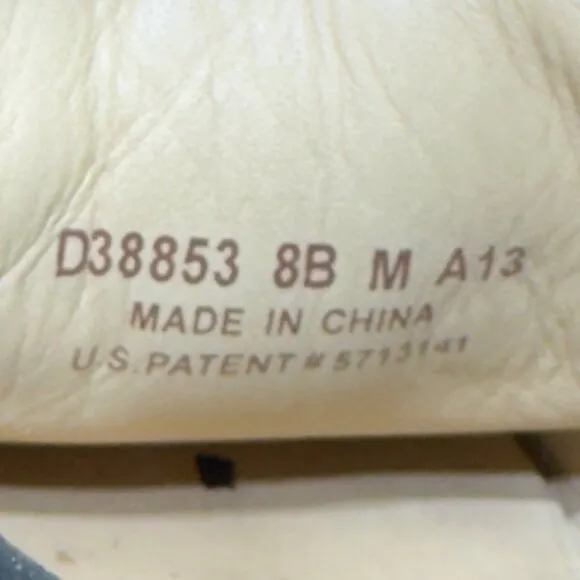 D38853 8B M A13
MADE IN CHINA
U.S. PATENT # 5713141